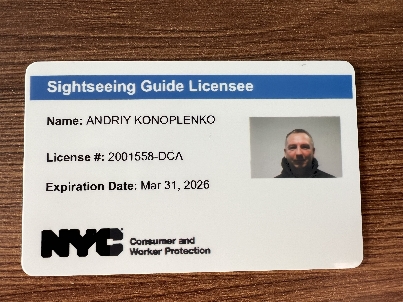 Sightseeing Guide Licensee
Name: ANDRIY KONOPLENKO
License #: 2001558-DCA
Expiration Date: Mar 31, 2026
NYC Consumer and
Worker Protection